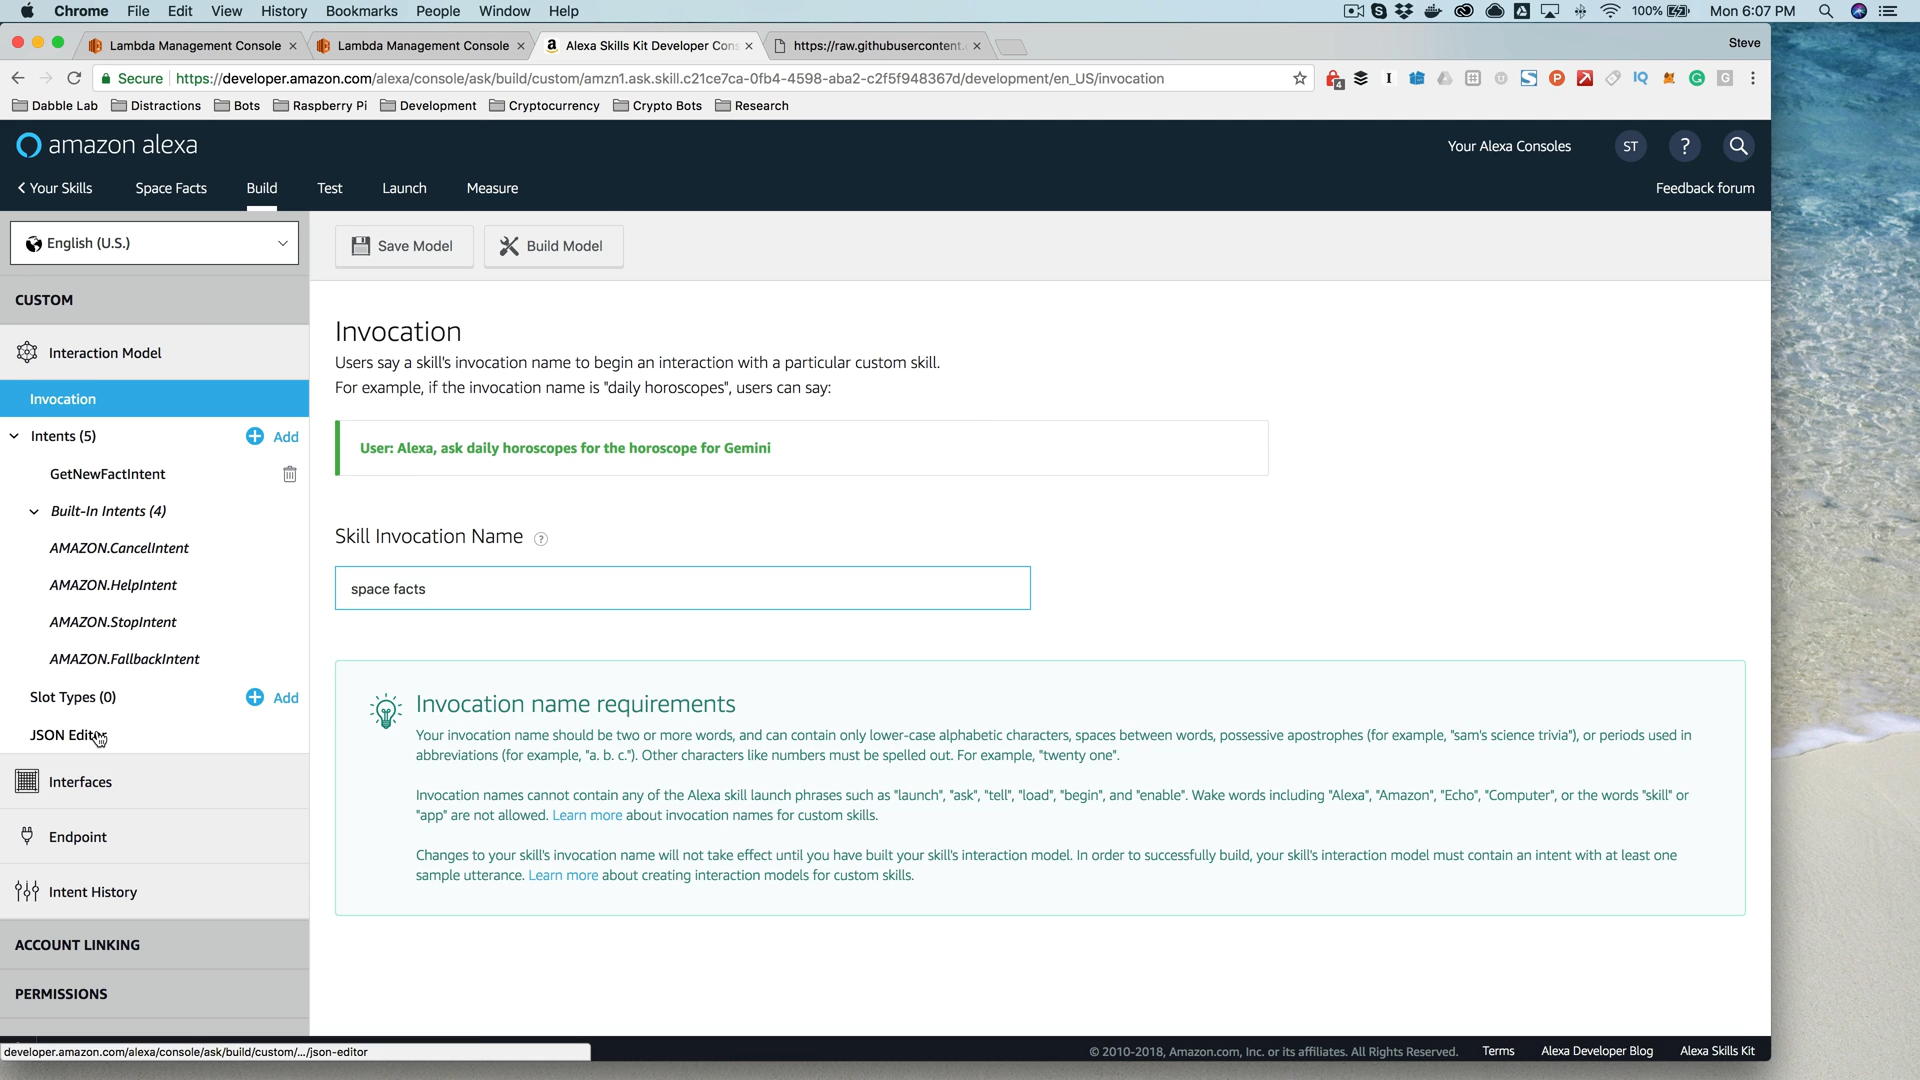 Chrome File Edit View History Bookmarks People Window Help
100% Mon 6:07 PM
Lambda Management Console
Lambda Management Console
Alexa Skills Kit Developer Cons
https://raw.githubusercontent.
Steve
Secure https://developer.amazon.com/alexa/console/ask/build/custom/amzn1.ask.skill.c21ce7ca-0fb4-4598-aba2-c2f5f948367d/development/en_US/invocation
Dabble Lab Distractions Bots Raspberry Pi Development Cryptocurrency Crypto Bots Research
amazon alexa
Your Alexa Consoles ST ?
Your Skills Space Facts Build Test Launch Measure Feedback forum
English (U.S.)
Save Model Build Model
CUSTOM
Interaction Model
Invocation
Intents (5) Add
GetNewFactIntent
Built-In Intents (4)
AMAZON.CancelIntent
AMAZON.HelpIntent
AMAZON.StopIntent
AMAZON.FallbackIntent
Slot Types (0) Add
JSON Editor
Interfaces
Endpoint
Intent History
ACCOUNT LINKING
PERMISSIONS
Invocation
Users say a skill's invocation name to begin an interaction with a particular custom skill.
For example, if the invocation name is "daily horoscopes", users can say:
User: Alexa, ask daily horoscopes for the horoscope for Gemini
Skill Invocation Name ?
space facts
Invocation name requirements
Your invocation name should be two or more words, and can contain only lower-case alphabetic characters, spaces between words, possessive apostrophes (for example, "sam's science trivia"), or periods used in
abbreviations (for example, "a. b. c."). Other characters like numbers must be spelled out. For example, "twenty one".
Invocation names cannot contain any of the Alexa skill launch phrases such as "launch", "ask", "tell", "load", "begin", and "enable". Wake words including "Alexa", "Amazon", "Echo", "Computer", or the words "skill" or
"app" are not allowed. Learn more about invocation names for custom skills.
Changes to your skill's invocation name will not take effect until you have built your skill's interaction model. In order to successfully build, your skill's interaction model must contain an intent with at least one
sample utterance. Learn more about creating interaction models for custom skills.
developer.amazon.com/alexa/console/ask/build/custom/.../json-editor
© 2010-2018, Amazon.com, Inc. or its affiliates. All Rights Reserved. Terms Alexa Developer Blog Alexa Skills Kit